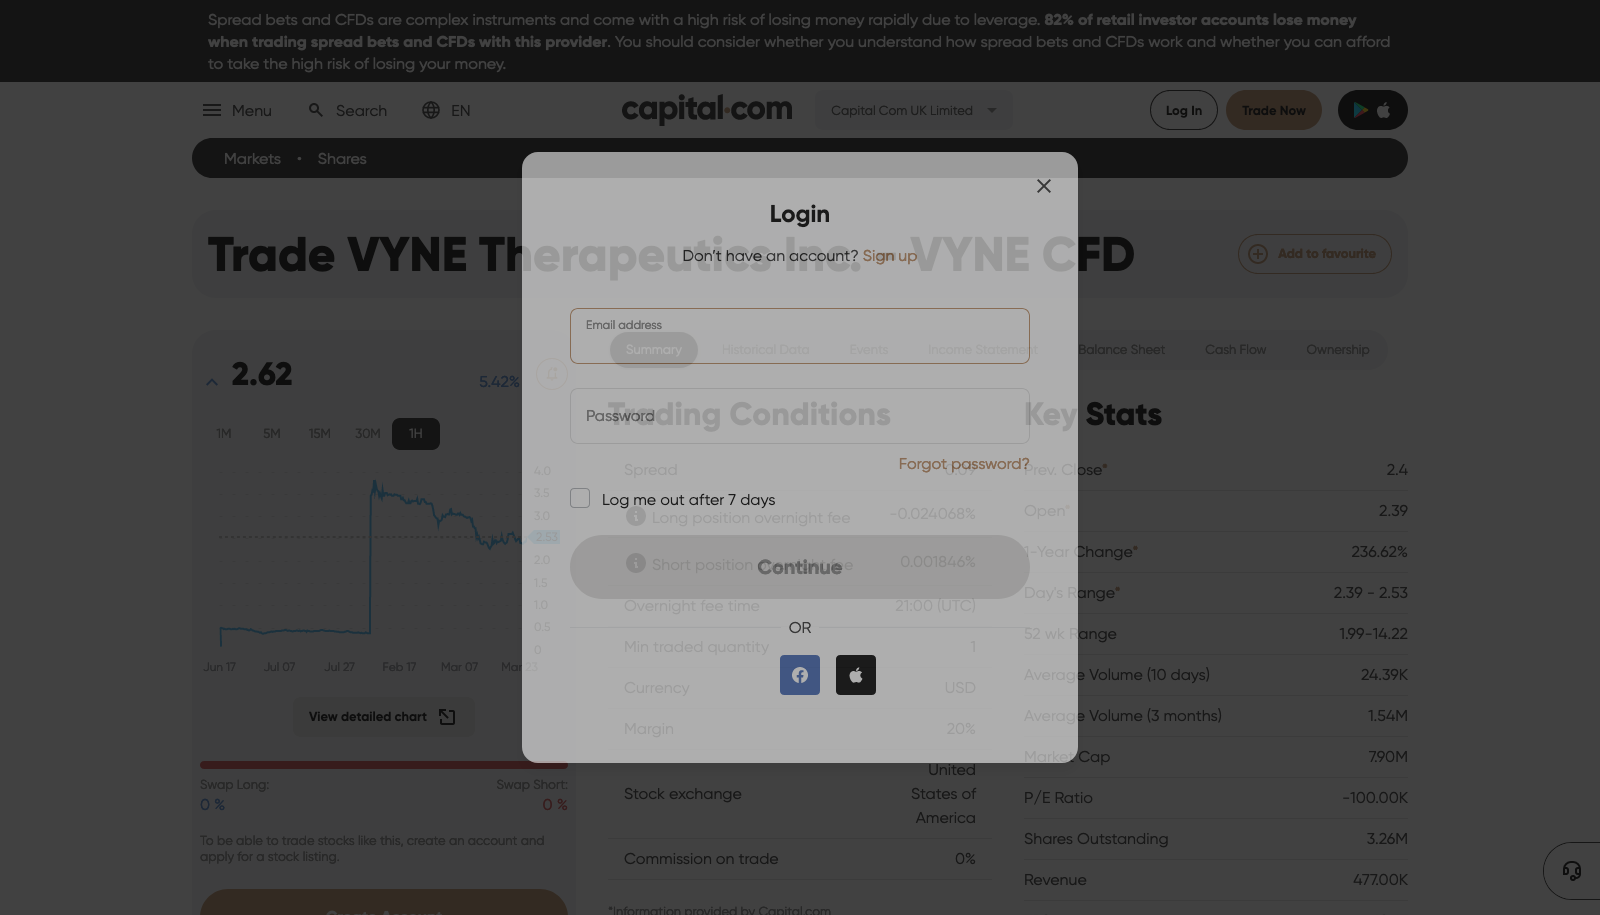 Spread bets and CFDs are complex instruments and come with a high risk of losing money rapidly due to leverage. 82% of retail investor accounts lose money
when trading spread bets and CFDs with this provider. You should consider whether you understand how spread bets and CFDs work and whether you can afford
to take the high risk of losing your money.
Menu
Search
EN
capital.com
Capital Com UK Limited
Log In
Trade Now
Markets • Shares
Login
Don't have an account? Sign up
Trade VYNE Therapeutics Inc. - VYNE CFD
Add to favourite
Email address
Password
Forgot password?
Log me out after 7 days
Continue
OR
2.62
5.42%
1M 5M 15M 30M 1H
4.0
3.5
3.0
2.53
2.0
1.5
1.0
0.5
0
Jun 17 Jul 07 Jul 27 Feb 17 Mar 07 Mar 23
View detailed chart
Swap Long:
0 %
Swap Short:
0 %
To be able to trade stocks like this, create an account and
apply for a stock listing.
Create Account
Summary Historical Data Events Income Statement Balance Sheet Cash Flow Ownership
Trading Conditions
Spread
Long position overnight fee -0.024068%
Short position overnight fee 0.001846%
Overnight fee time 21:00 (UTC)
Min traded quantity 1
Currency USD
Margin 20%
Stock exchange United
States of
America
Commission on trade 0%
*Information provided by Capital.com
Key Stats
Prev. Close* 2.4
Open* 2.39
1-Year Change* 236.62%
Day's Range* 2.39 - 2.53
52 wk Range 1.99-14.22
Average Volume (10 days) 24.39K
Average Volume (3 months) 1.54M
Market Cap 7.90M
P/E Ratio -100.00K
Shares Outstanding 3.26M
Revenue 477.00K